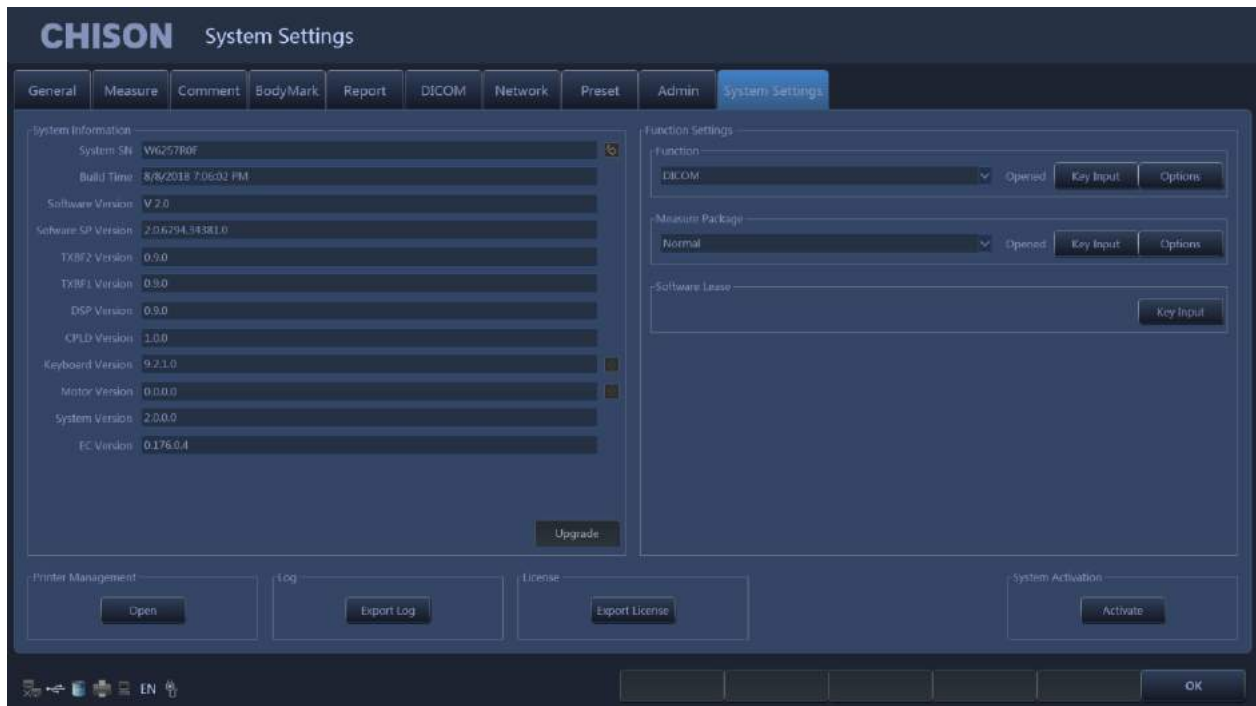 CHISON System Settings
General Measure Comment BodyMark Report DICOM Network Preset Admin System Settings
System Information
System SN W6257R0F
Build Time 8/8/2018 7:06:02 PM
Software Version V 2.0
Sofware SP Version 2.0.6794.34381.0
TXBF2 Version 0.9.0
TXBF1 Version 0.9.0
DSP Version 0.9.0
CPLD Version 1.0.0
Keyboard Version 9.2.1.0
Motor Version 0.0.0.0
System Version 2.0.0.0
EC Version 0.176.0.4
Upgrade
Function Settings
Function
DICOM Opened Key Input Options
Measure Package
Normal Opened Key Input Options
Software Lease
Key Input
Printer Management Log License System Activation
Open Export Log Export License Activate
EN OK